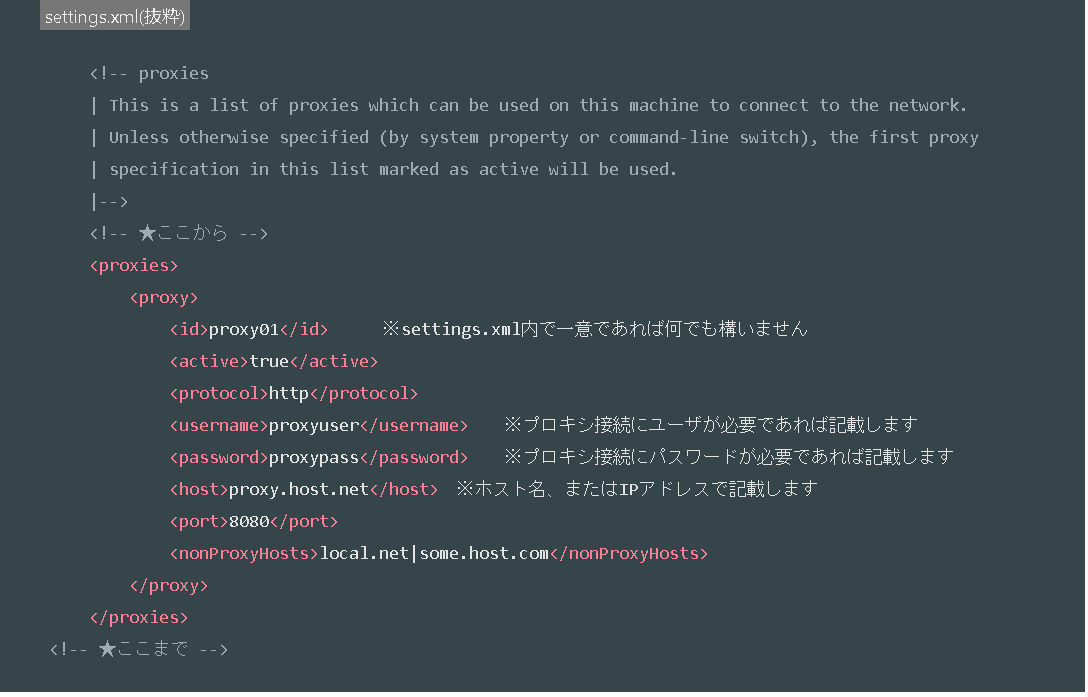 settings.xml(抜粋)
<!-- proxies
| This is a list of proxies which can be used on this machine to connect to the network.
| Unless otherwise specified (by system property or command-line switch), the first proxy
| specification in this list marked as active will be used.
|-->
<!-- ★ここから -->
<proxies>
<proxy>
<id>proxy01</id> ※settings.xml内で一意であれば何でも構いません
<active>true</active>
<protocol>http</protocol>
<username>proxyuser</username> ※プロキシ接続にユーザが必要であれば記載します
<password>proxypass</password> ※プロキシ接続にパスワードが必要であれば記載します
<host>proxy.host.net</host> ※ホスト名、またはIPアドレスで記載します
<port>8080</port>
<nonProxyHosts>local.net|some.host.com</nonProxyHosts>
</proxy>
</proxies>
<!-- ★ここまで -->